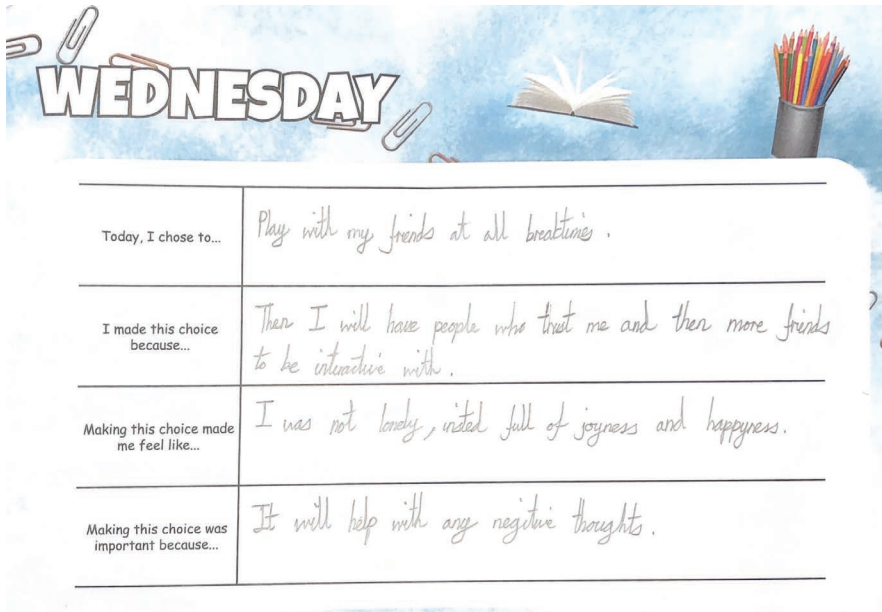 WEDNESDAY
Today, I chose to...
Play with my friends at all breaktimes.
I made this choice
because...
Then I will have people who trust me and then more friends
to be interactive with.
Making this choice made
me feel like...
I was not lonely, insted full of joyness and happyness.
Making this choice was
important because...
It will help with any negitive thoughts.